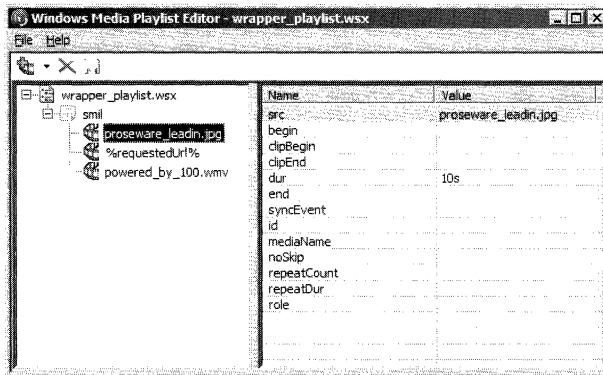 Windows Media Playlist Editor - wrapper_playlist.wsx
File Help
wrapper_playlist.wsx
smil
proseware_leadin.jpg
%requestedUrl%
powered_by_100.wmv
Name Value
src proseware_leadin.jpg
begin
clipBegin
clipEnd
dur 10s
end
syncEvent
id
mediaName
noSkip
repeatCount
repeatDur
role